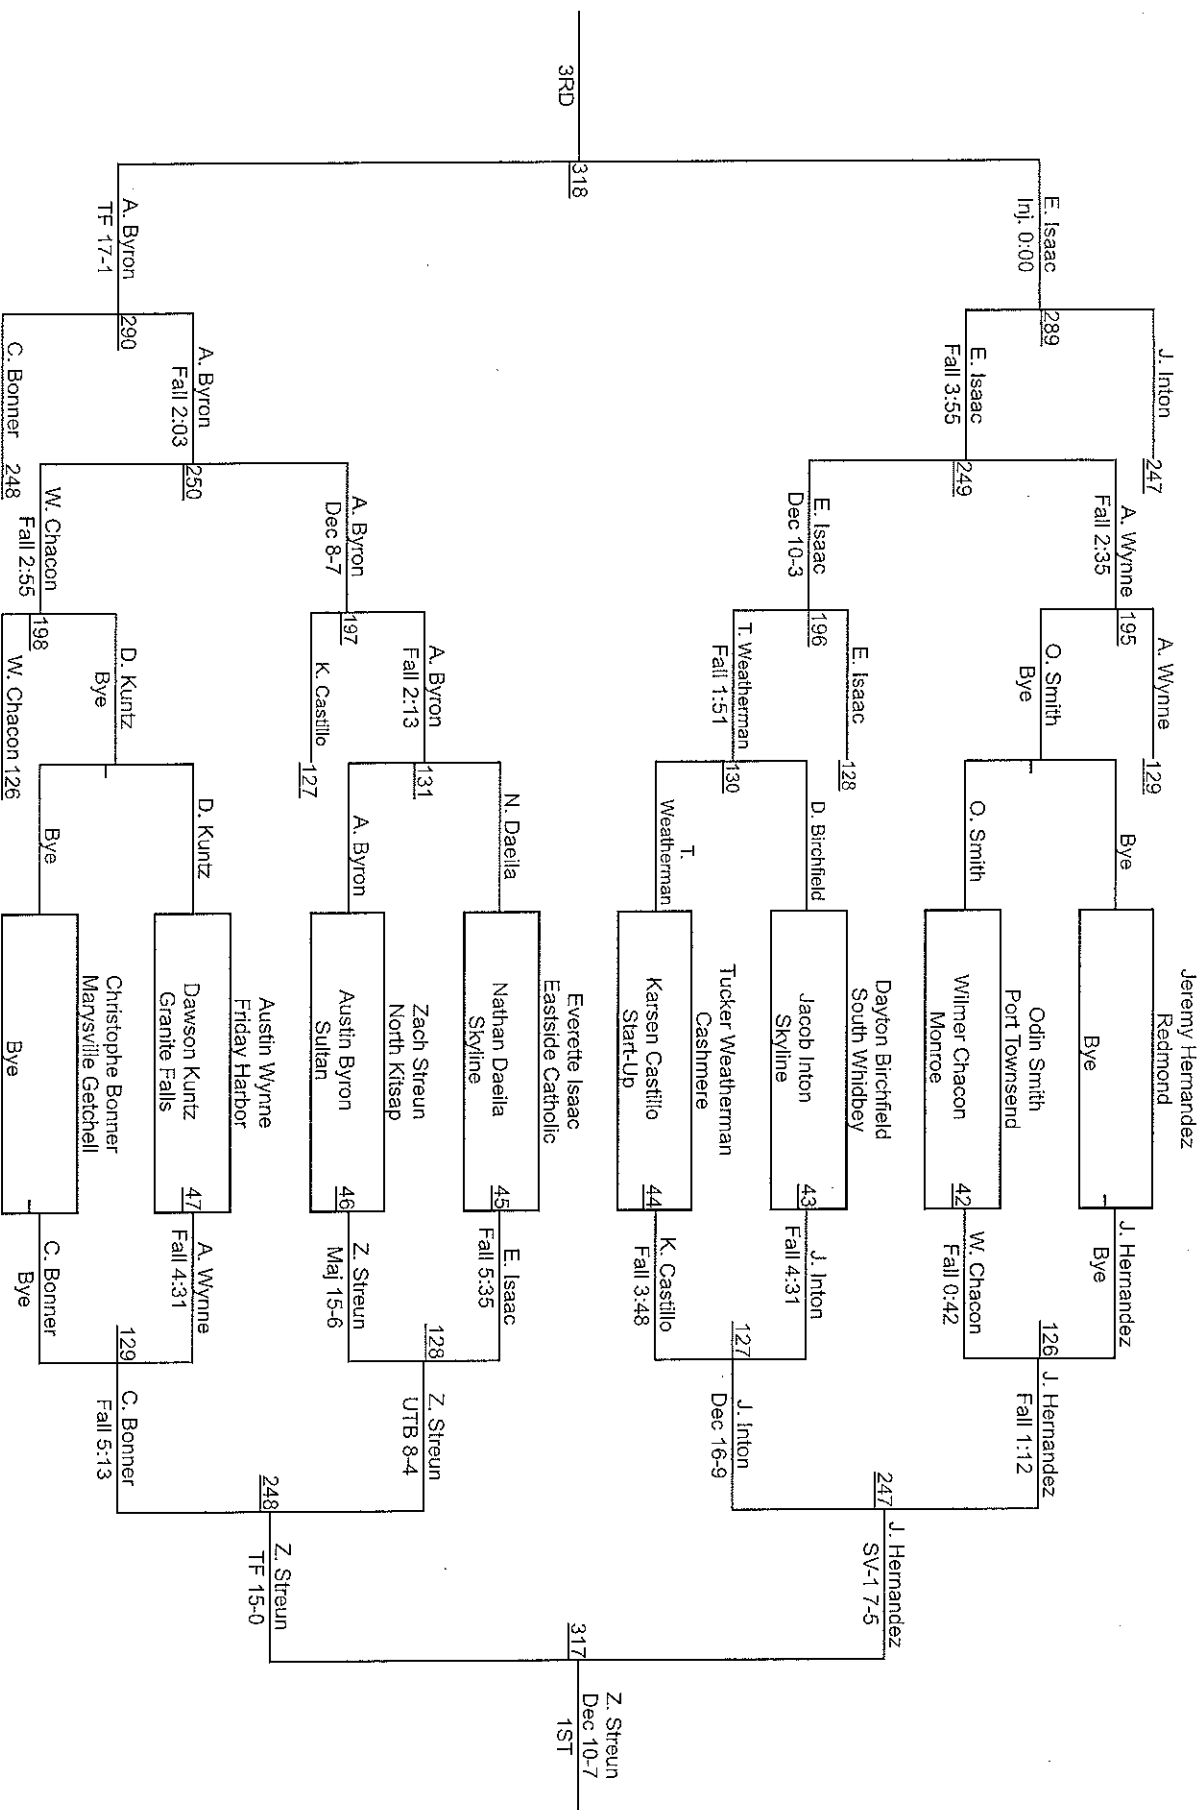 Jeremy Hernandez
Redmond
Bye
Odin Smith
Port Townsend
Wilmer Chacon
Monroe
42
Dayton Birchfield
South Whidbey
Jacob Inton
Skyline
43
Tucker Weatherman
Cashmere
Karsen Castillo
Start-Up
44
Everette Isaac
Eastside Catholic
Nathan Daeila
Skyline
45
Zach Streun
North Kitsap
Austin Byron
Sultan
46
Austin Wynne
Friday Harbor
Dawson Kuntz
Granite Falls
47
Christophe Bonner
Marysville Getchell
Bye
J. Hernandez
Bye
W. Chacon
Fall 0:42
J. Inton
Fall 4:31
K. Castillo
Fall 3:48
E. Isaac
Fall 5:35
Z. Streun
Maj 15-6
A. Wynne
Fall 4:31
C. Bonner
Bye
126
J. Hernandez
Fall 1:12
127
J. Inton
Dec 16-9
128
Z. Streun
UTB 8-4
129
C. Bonner
Fall 5:13
247
J. Hernandez
SV-1 7-5
248
Z. Streun
TF 15-0
317
Z. Streun
Dec 10-7
1ST
Bye
O. Smith
D. Birchfield
T.
Weatherman
N. Daeila
A. Byron
D. Kuntz
Bye
A. Wynne
129
O. Smith
Bye
E. Isaac
128
T. Weatherman
Fall 1:51
130
A. Byron
Fall 2:13
131
K. Castillo
127
D. Kuntz
Bye
W. Chacon 126
A. Wynne
Fall 2:35
195
E. Isaac
Dec 10-3
196
A. Byron
Dec 8-7
197
W. Chacon
Fall 2:55
198
J. Inton
247
E. Isaac
Fall 3:55
249
A. Byron
Fall 2:03
250
C. Bonner 248
E. Isaac
Inj. 0:00
289
A. Byron
TF 17-1
290
318
3RD